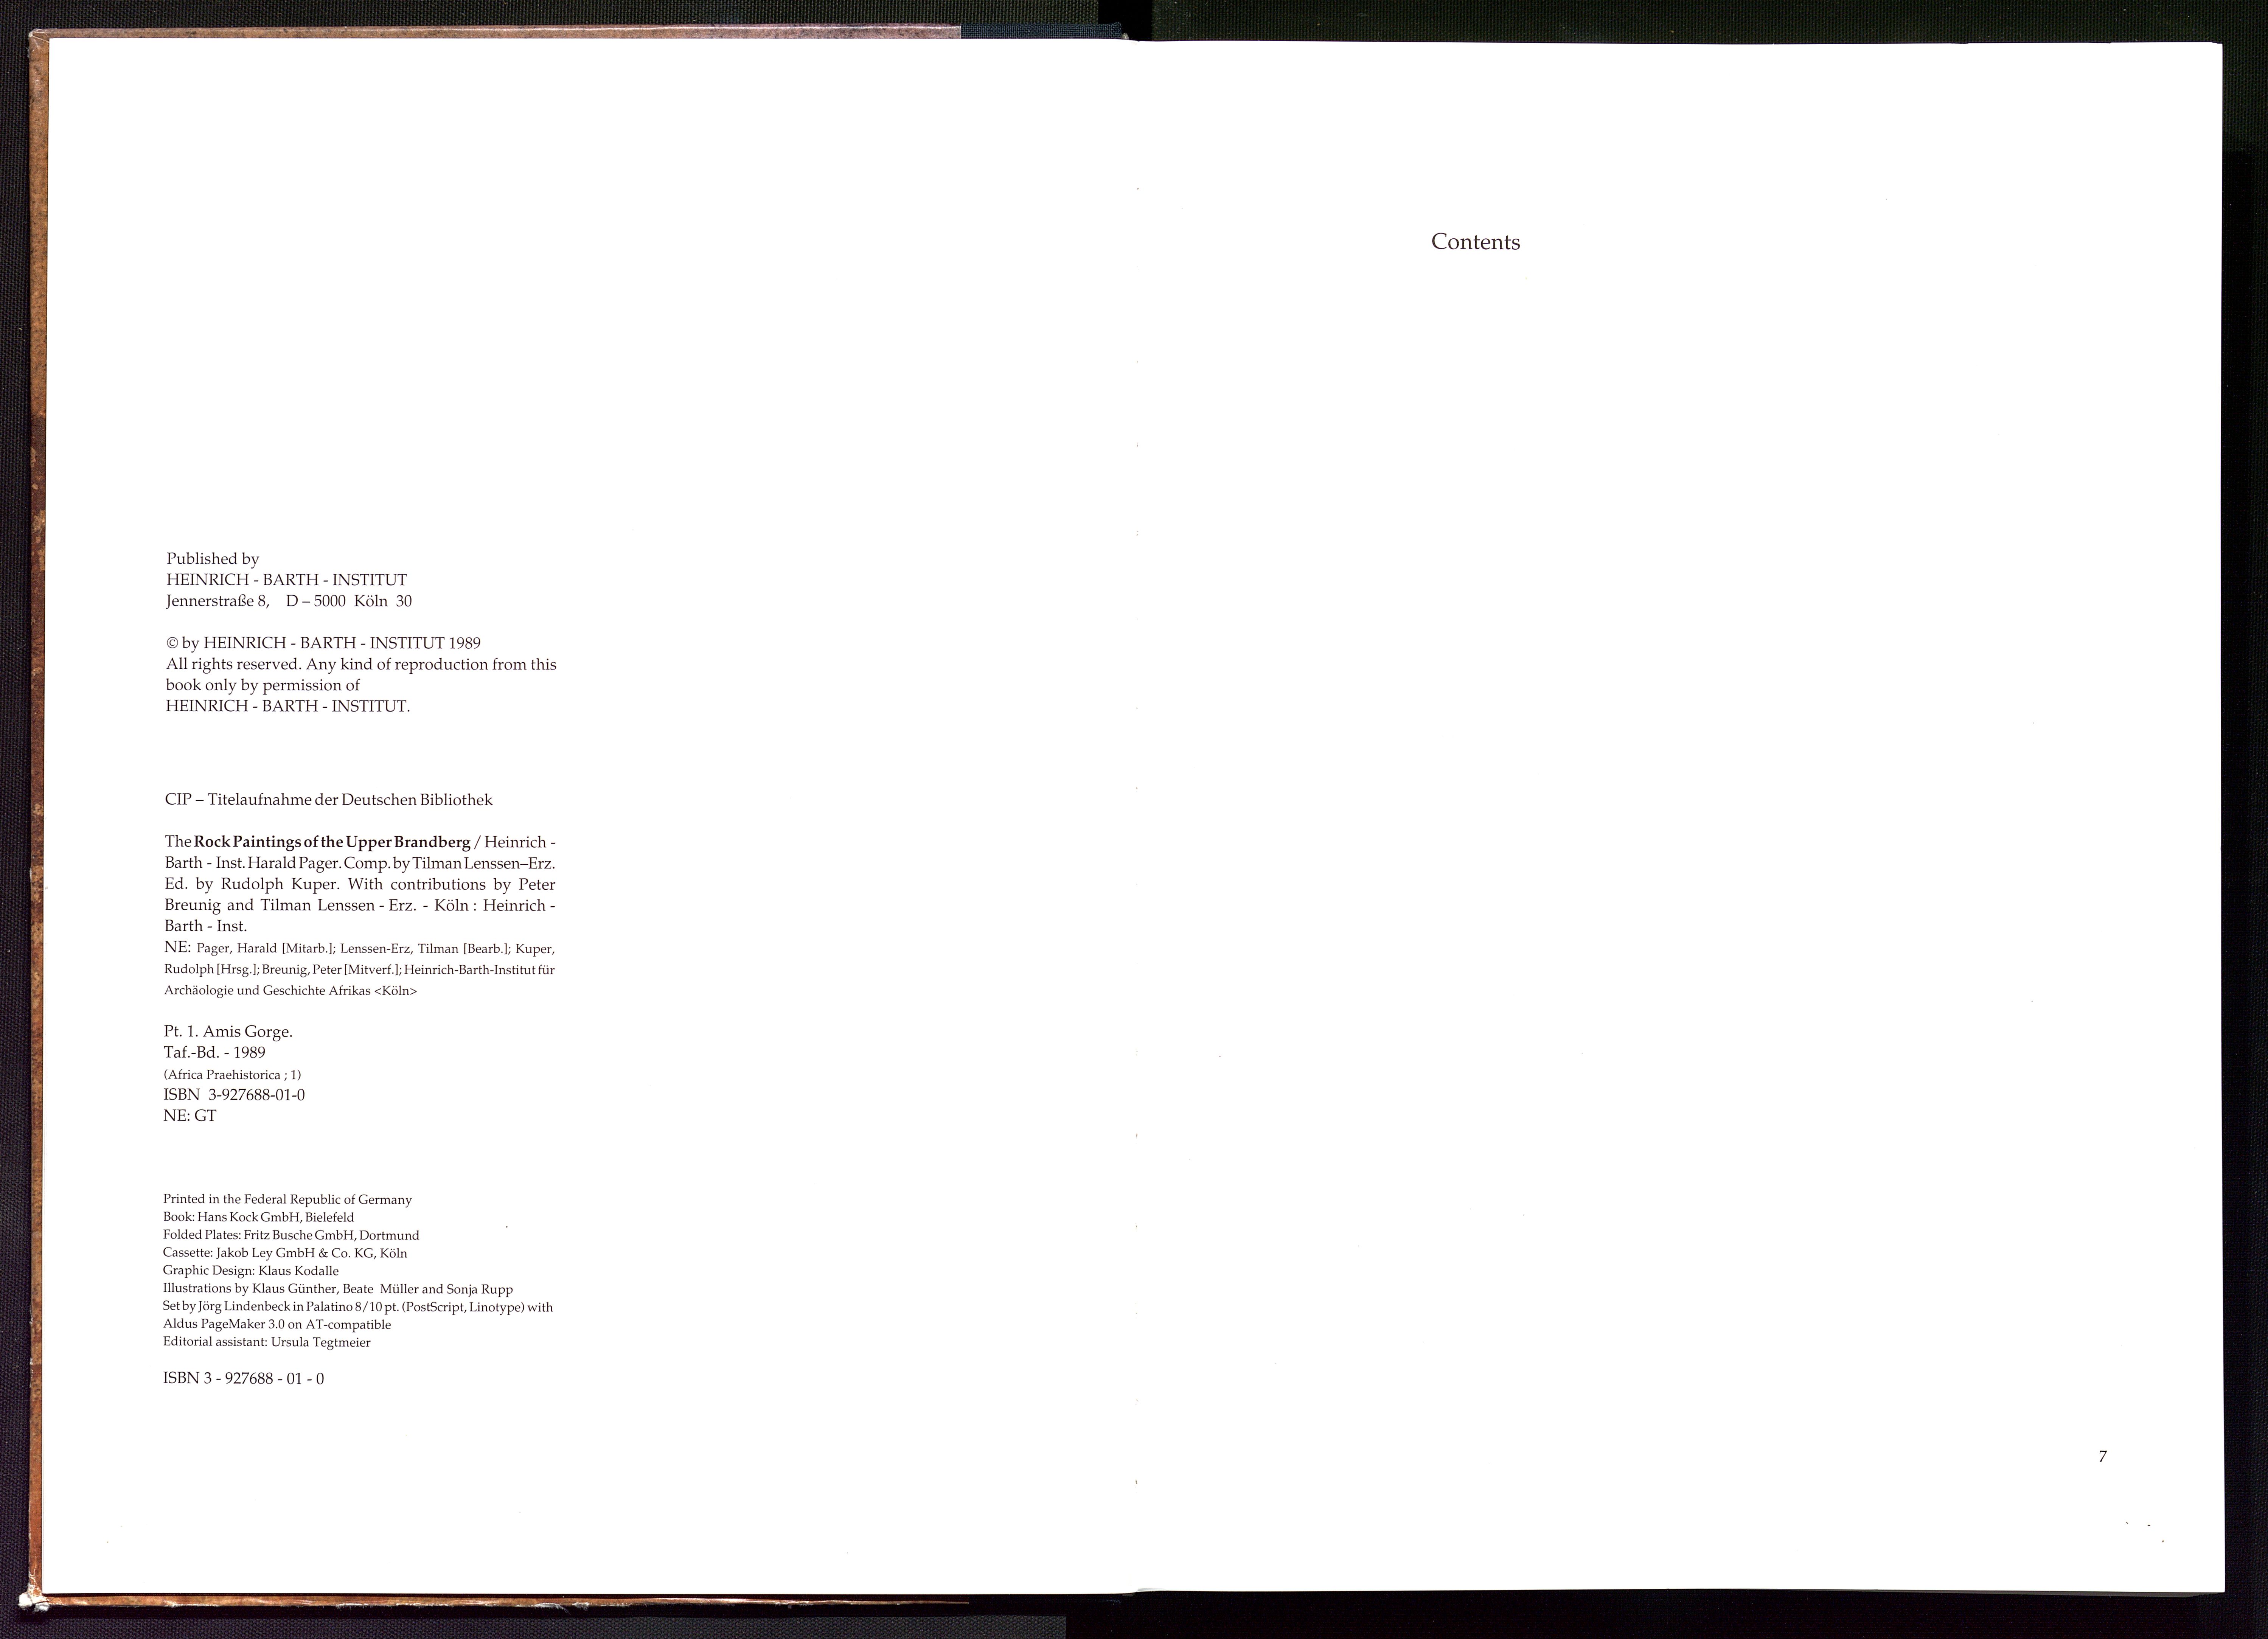 Published by
HEINRICH - BARTH - INSTITUT
Jennerstraße 8, D – 5000 Köln 30
© by HEINRICH - BARTH - INSTITUT 1989
All rights reserved. Any kind of reproduction from this
book only by permission of
HEINRICH - BARTH - INSTITUT.
CIP – Titelaufnahme der Deutschen Bibliothek
The Rock Paintings of the Upper Brandberg / Heinrich -
Barth - Inst. Harald Pager. Comp. by Tilman Lenssen–Erz.
Ed. by Rudolph Kuper. With contributions by Peter
Breunig and Tilman Lenssen - Erz. - Köln : Heinrich -
Barth - Inst.
NE: Pager, Harald [Mitarb.]; Lenssen-Erz, Tilman [Bearb.]; Kuper,
Rudolph [Hrsg.]; Breunig, Peter [Mitverf.]; Heinrich-Barth-Institut für
Archäologie und Geschichte Afrikas <Köln>
Pt. 1. Amis Gorge.
Taf.-Bd. - 1989
(Africa Praehistorica ; 1)
ISBN 3-927688-01-0
NE: GT
Printed in the Federal Republic of Germany
Book: Hans Kock GmbH, Bielefeld
Folded Plates: Fritz Busche GmbH, Dortmund
Cassette: Jakob Ley GmbH & Co. KG, Köln
Graphic Design: Klaus Kodalle
Illustrations by Klaus Günther, Beate Müller and Sonja Rupp
Set by Jörg Lindenbeck in Palatino 8/10 pt. (PostScript, Linotype) with
Aldus PageMaker 3.0 on AT-compatible
Editorial assistant: Ursula Tegtmeier
ISBN 3 - 927688 - 01 - 0
Contents
7